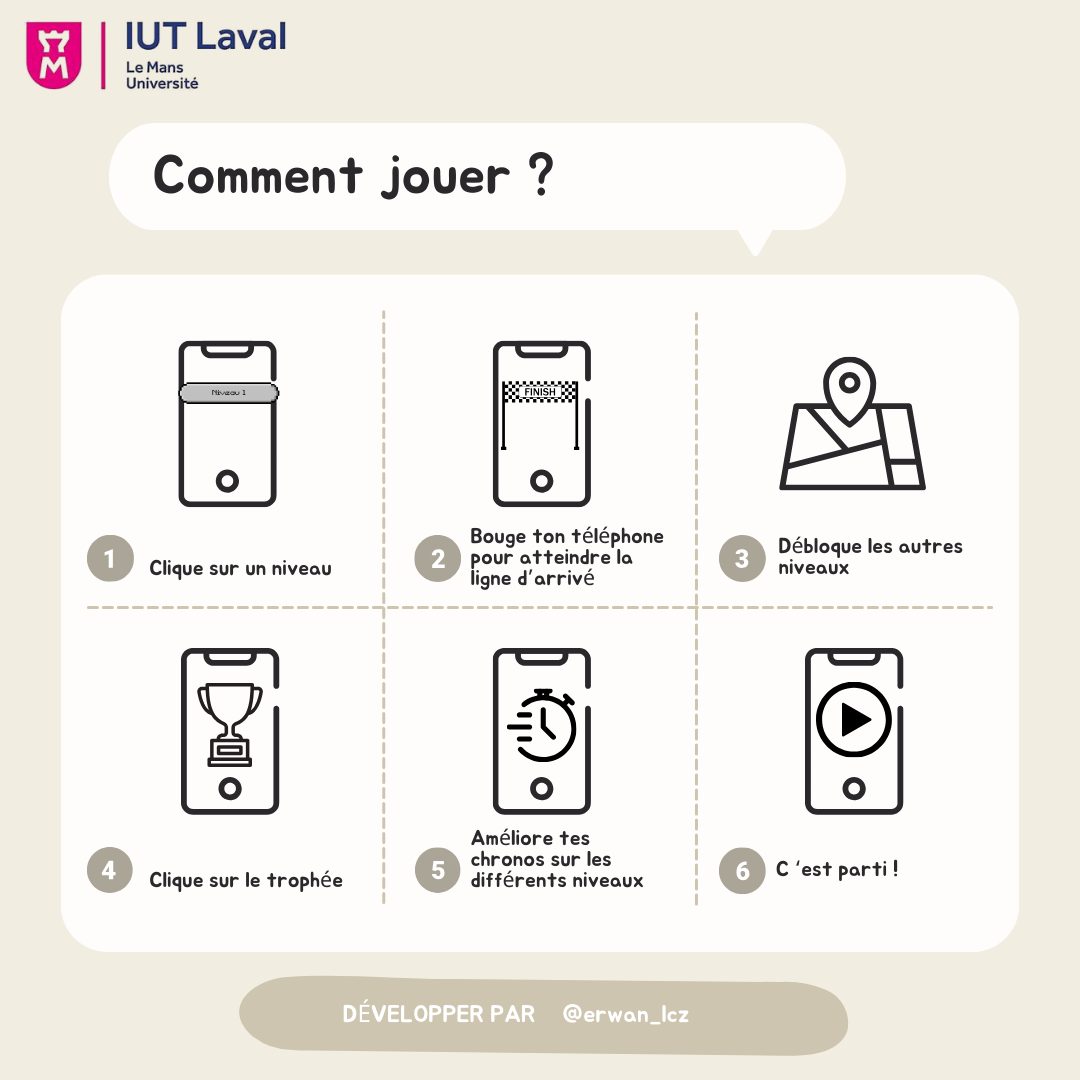 IUT Laval
Le Mans
Université
Comment jouer ?
Niveau 1
FINISH
1
Clique sur un niveau
2
Bouge ton téléphone
pour atteindre la
ligne d'arrivé
3
Débloque les autres
niveaux
4
Clique sur le trophée
5
Améliore tes
chronos sur les
différents niveaux
6
C ‘est parti !
DÉVELOPPER PAR @erwan_lcz